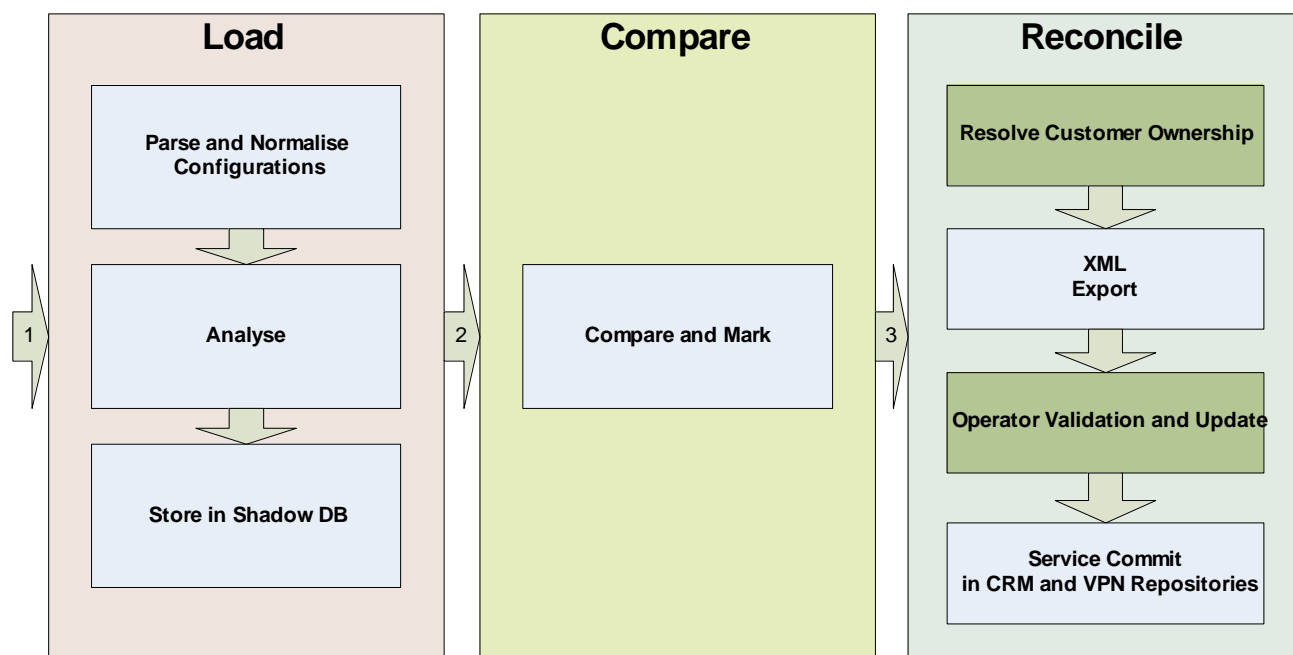 Load
Parse and Normalise
Configurations
1
Analyse
Store in Shadow DB
2
Compare
Compare and Mark
3
Reconcile
Resolve Customer Ownership
XML
Export
Operator Validation and Update
Service Commit
in CRM and VPN Repositories